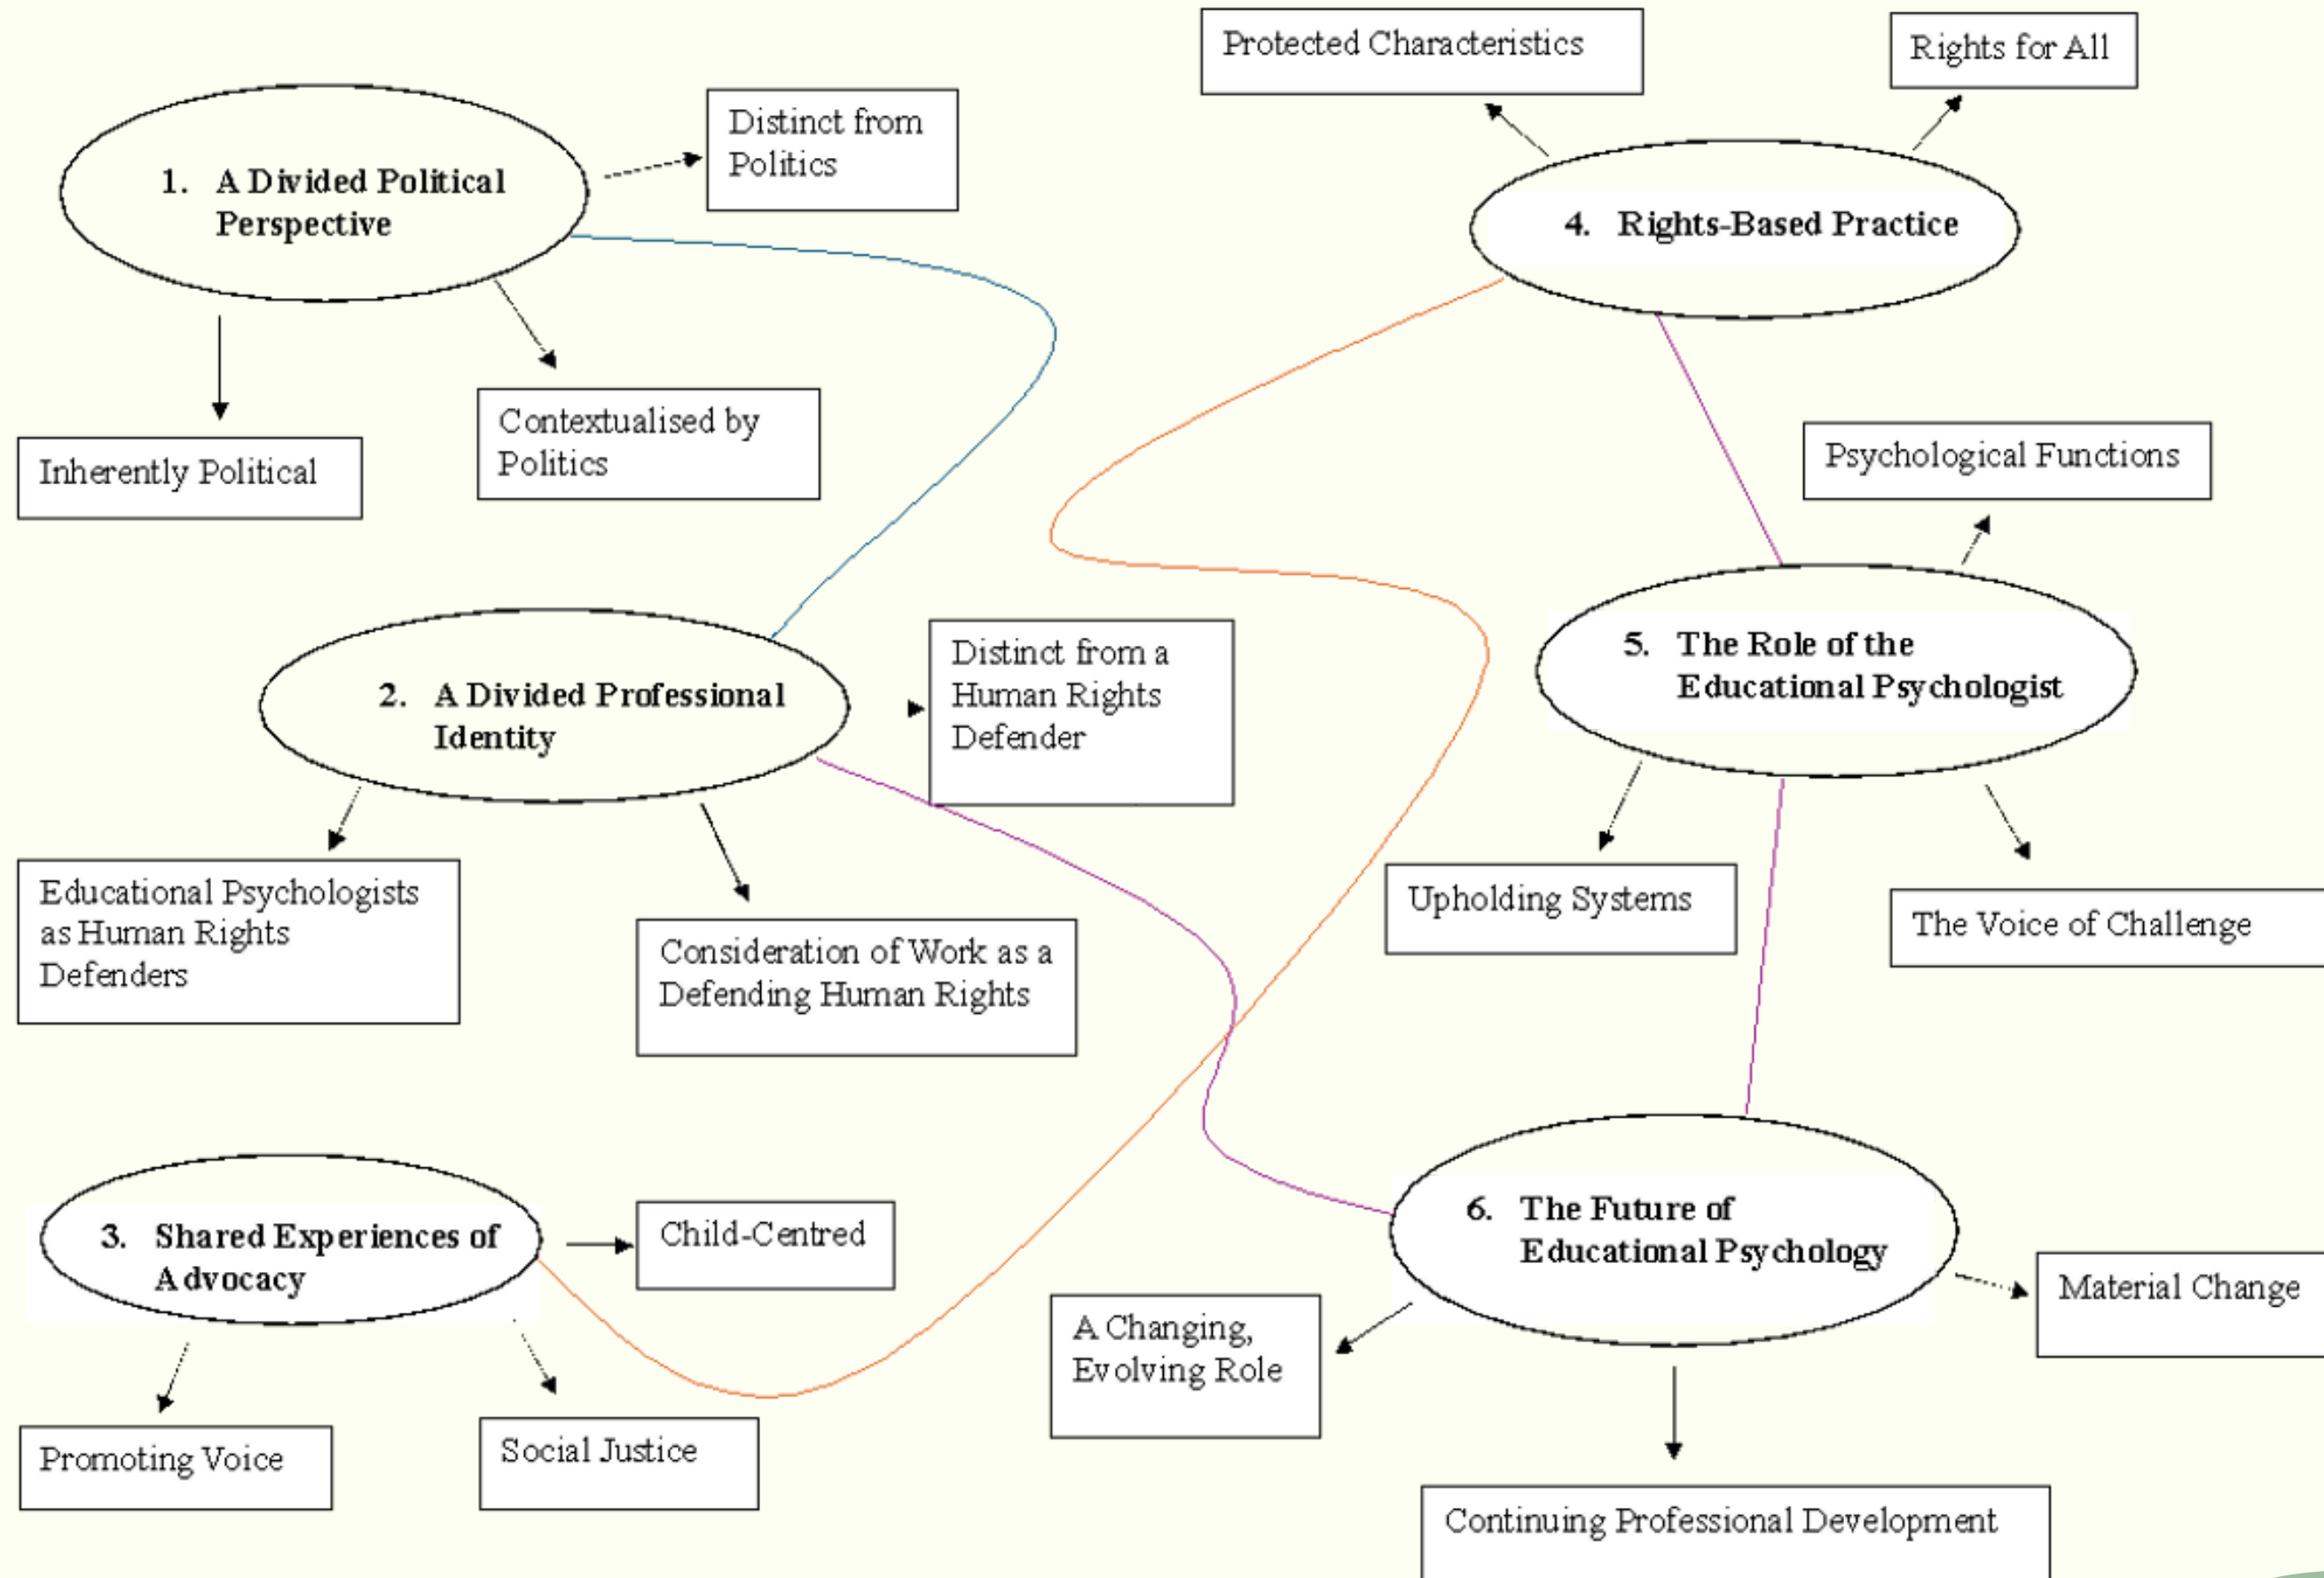 1. A Divided Political
Perspective
Distinct from
Politics
Inherently Political
Contextualised by
Politics
2. A Divided Professional
Identity
Distinct from a
Human Rights
Defender
Educational Psychologists
as Human Rights
Defenders
Consideration of Work as a
Defending Human Rights
3. Shared Experiences of
Advocacy
Child-Centred
Promoting Voice
Social Justice
Protected Characteristics
Rights for All
4. Rights-Based Practice
Psychological Functions
5. The Role of the
Educational Psychologist
Upholding Systems
The Voice of Challenge
6. The Future of
Educational Psychology
A Changing,
Evolving Role
Material Change
Continuing Professional Development